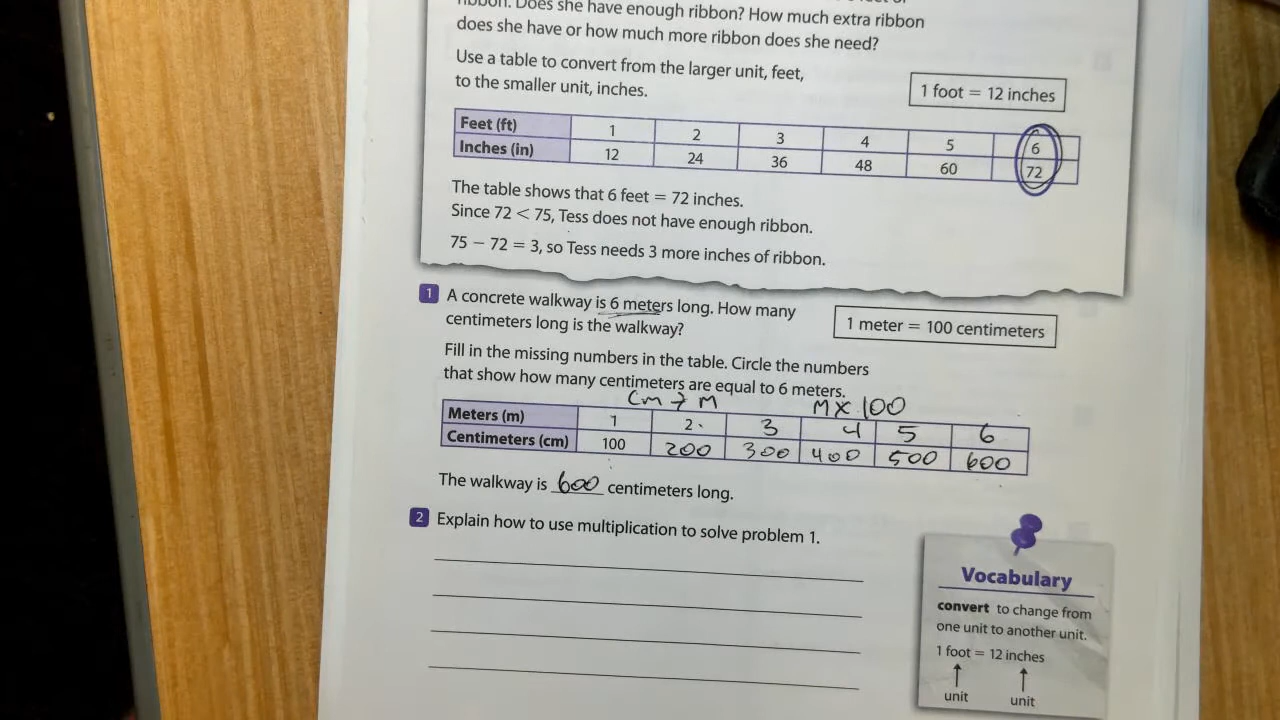 ribbon. Does she have enough ribbon? How much extra ribbon
does she have or how much more ribbon does she need?
Use a table to convert from the larger unit, feet,
to the smaller unit, inches.
1 foot = 12 inches
Feet (ft) 1 2 3 4 5 6
Inches (in) 12 24 36 48 60 72
The table shows that 6 feet = 72 inches.
Since 72 < 75, Tess does not have enough ribbon.
75 − 72 = 3, so Tess needs 3 more inches of ribbon.
1 A concrete walkway is 6 meters long. How many
centimeters long is the walkway?
1 meter = 100 centimeters
Fill in the missing numbers in the table. Circle the numbers
that show how many centimeters are equal to 6 meters.
Cm → M M × 100
Meters (m) 1 2 3 4 5 6
Centimeters (cm) 100 200 300 400 500 600
The walkway is 600 centimeters long.
2 Explain how to use multiplication to solve problem 1.
Vocabulary
convert to change from
one unit to another unit.
1 foot = 12 inches
unit unit